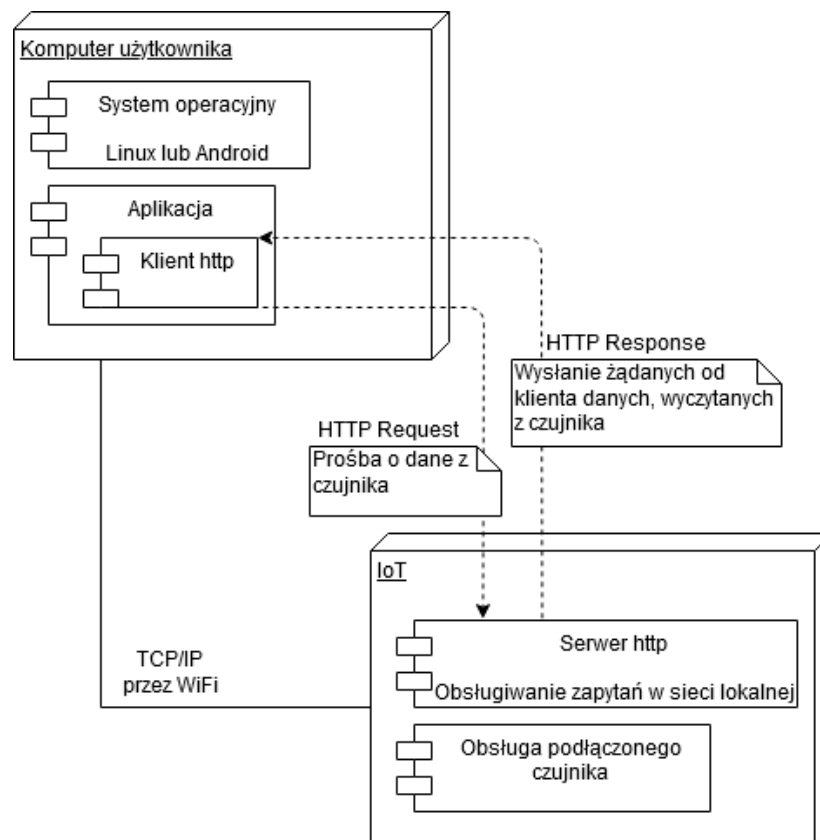 Komputer użytkownika
System operacyjny
Linux lub Android
Aplikacja
Klient http
HTTP Response
Wysłanie żądanych od
klienta danych, wyczytanych
z czujnika
HTTP Request
Prośba o dane z
czujnika
IoT
Serwer http
Obsługiwanie zapytań w sieci lokalnej
TCP/IP
przez WiFi
Obsługa podłączonego
czujnika